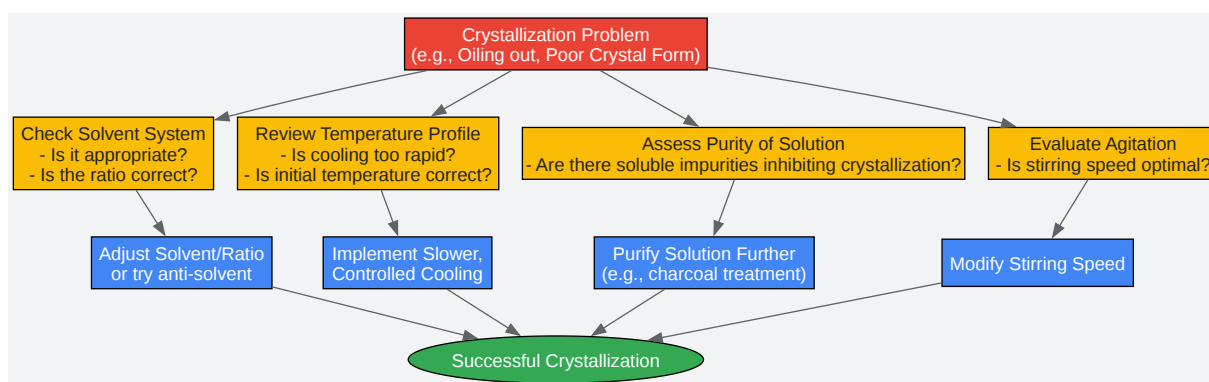 Crystallization Problem
(e.g., Oiling out, Poor Crystal Form)
Check Solvent System
- Is it appropriate?
- Is the ratio correct?
Review Temperature Profile
- Is cooling too rapid?
- Is initial temperature correct?
Assess Purity of Solution
- Are there soluble impurities inhibiting crystallization?
Evaluate Agitation
- Is stirring speed optimal?
Adjust Solvent/Ratio
or try anti-solvent
Implement Slower,
Controlled Cooling
Purify Solution Further
(e.g., charcoal treatment)
Modify Stirring Speed
Successful Crystallization